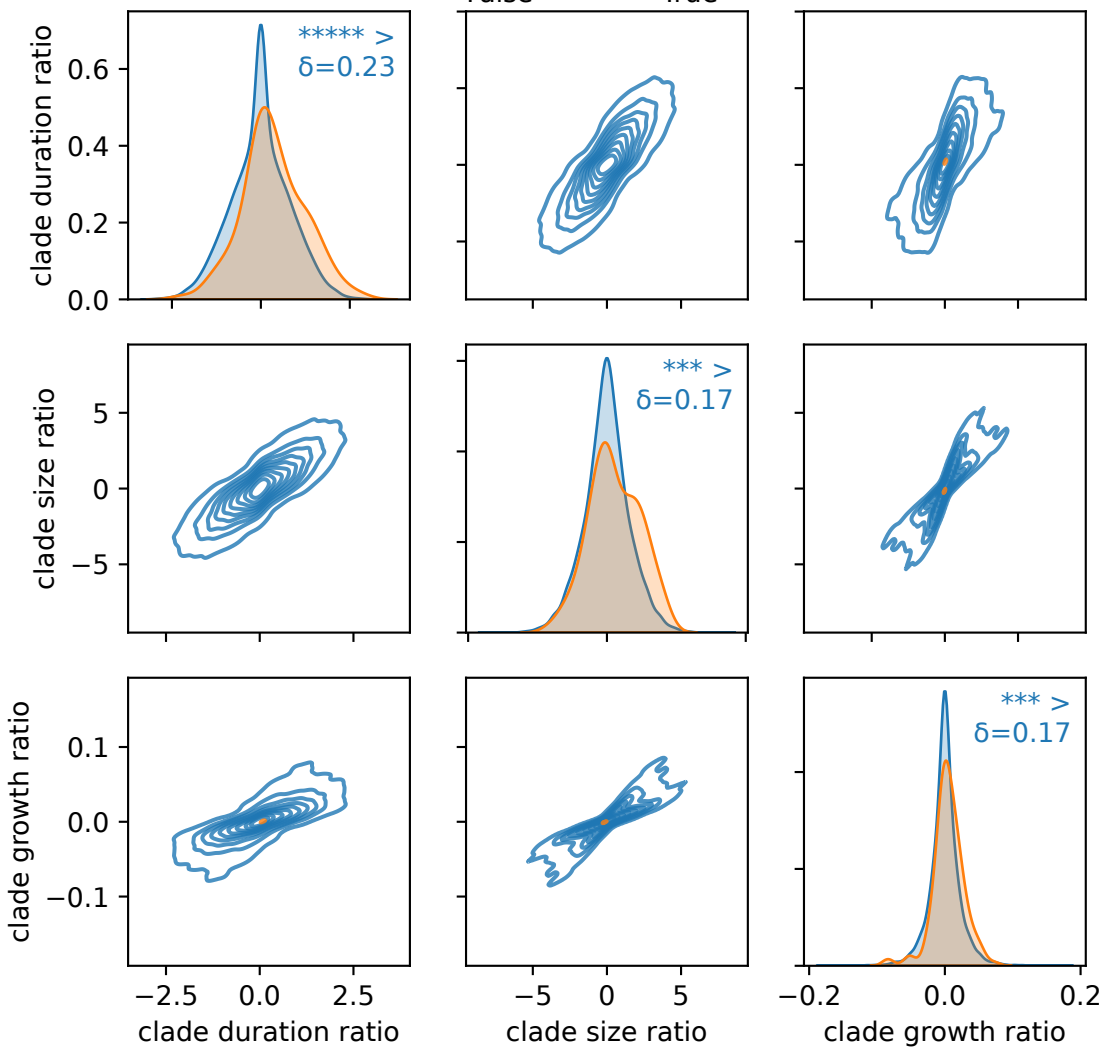 True
clade duration ratio
0.6
0.4
0.2
0.0
***** >
δ=0.23
clade size ratio
5
0
−5
*** >
δ=0.17
clade growth ratio
0.1
0.0
−0.1
*** >
δ=0.17
−2.5 0.0 2.5
−5 0 5
−0.2 0.0 0.2
clade duration ratio
clade size ratio
clade growth ratio